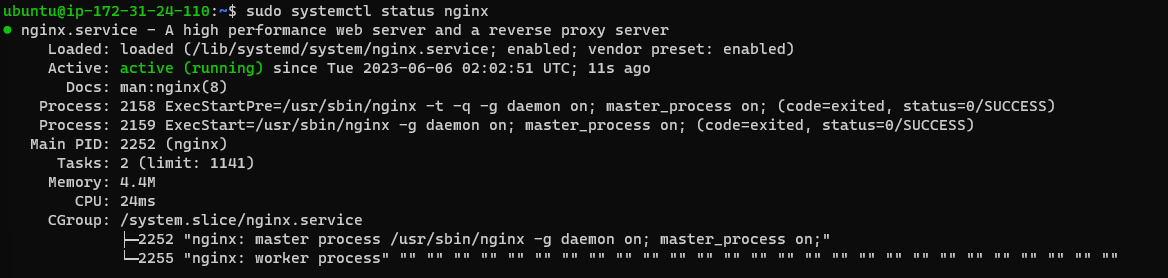 ubuntu@ip-172-31-24-110:~$ sudo systemctl status nginx
● nginx.service - A high performance web server and a reverse proxy server
     Loaded: loaded (/lib/systemd/system/nginx.service; enabled; vendor preset: enabled)
     Active: active (running) since Tue 2023-06-06 02:02:51 UTC; 11s ago
       Docs: man:nginx(8)
    Process: 2158 ExecStartPre=/usr/sbin/nginx -t -q -g daemon on; master_process on; (code=exited, status=0/SUCCESS)
    Process: 2159 ExecStart=/usr/sbin/nginx -g daemon on; master_process on; (code=exited, status=0/SUCCESS)
   Main PID: 2252 (nginx)
      Tasks: 2 (limit: 1141)
     Memory: 4.4M
        CPU: 24ms
     CGroup: /system.slice/nginx.service
             ├─2252 "nginx: master process /usr/sbin/nginx -g daemon on; master_process on;"
             └─2255 "nginx: worker process" "" "" "" "" "" "" "" "" "" "" "" "" "" "" "" "" "" "" "" "" "" "" "" "" "" "" ""